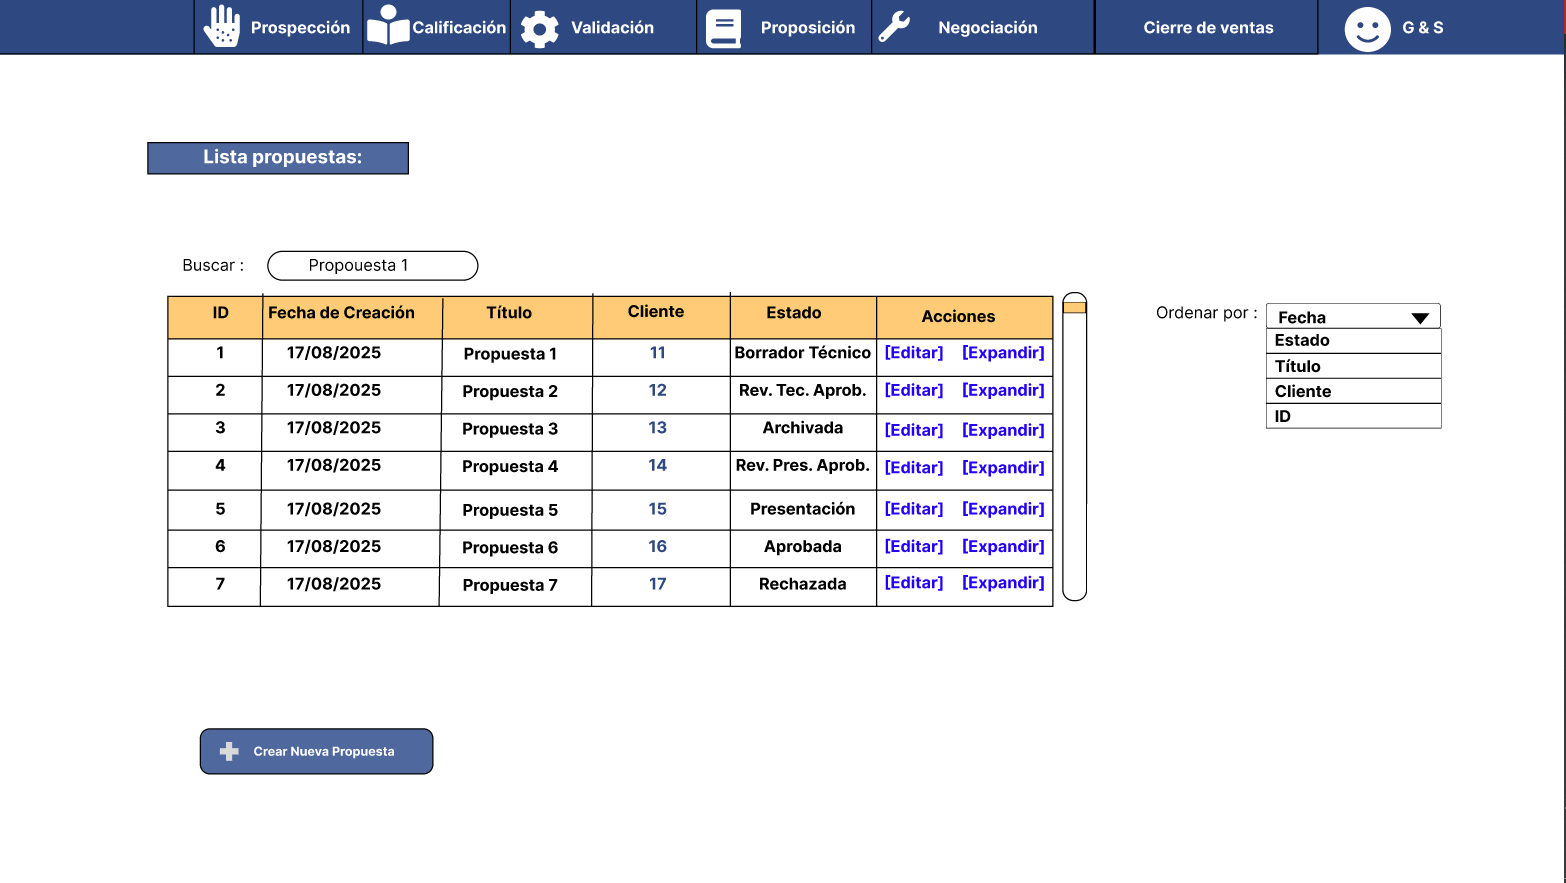 Prospección Calificación Validación Proposición Negociación Cierre de ventas G & S
Lista propuestas:
Buscar : Propouesta 1
ID Fecha de Creación Título Cliente Estado Acciones
1 17/08/2025 Propuesta 1 11 Borrador Técnico [Editar] [Expandir]
2 17/08/2025 Propuesta 2 12 Rev. Tec. Aprob. [Editar] [Expandir]
3 17/08/2025 Propuesta 3 13 Archivada [Editar] [Expandir]
4 17/08/2025 Propuesta 4 14 Rev. Pres. Aprob. [Editar] [Expandir]
5 17/08/2025 Propuesta 5 15 Presentación [Editar] [Expandir]
6 17/08/2025 Propuesta 6 16 Aprobada [Editar] [Expandir]
7 17/08/2025 Propuesta 7 17 Rechazada [Editar] [Expandir]
Ordenar por : Fecha
Estado
Título
Cliente
ID
Crear Nueva Propuesta